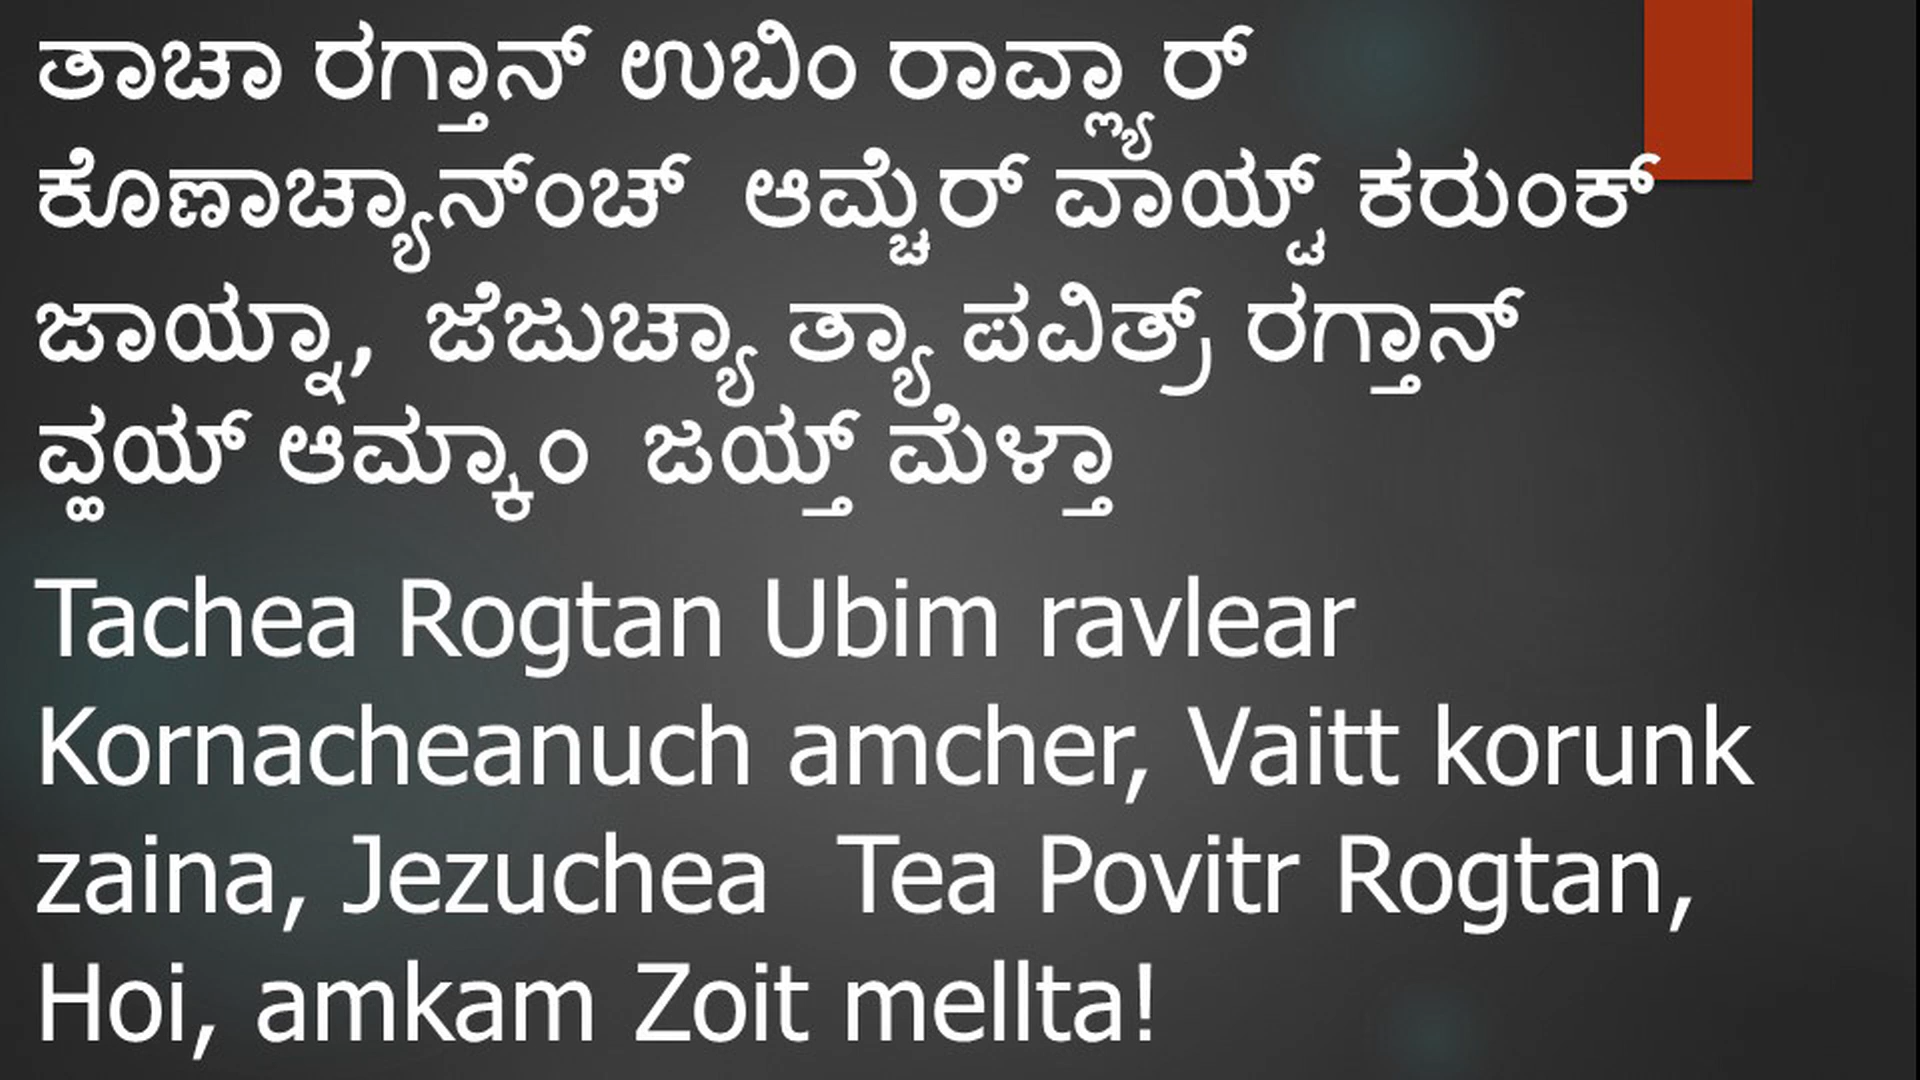 ತಾಚಾ ರಗ್ತಾನ್ ಉಬಿಂ ರಾವ್ಲ್ಯಾರ್
ಕೊಣಾಚ್ಯಾನ್‌ಂಚ್ ಆಮ್ಚೆರ್ ವಾಯ್ಟ್ ಕರುಂಕ್
ಜಾಯ್ನಾ, ಜೆಜುಚ್ಯಾ ತ್ಯಾ ಪವಿತ್ರ್ ರಗ್ತಾನ್
ವ್ಹಯ್ ಆಮ್ಕಾಂ ಜಯ್ತ್ ಮೆಳ್ತಾ
Tachea Rogtan Ubim ravlear
Kornacheanuch amcher, Vaitt korunk
zaina, Jezuchea Tea Povitr Rogtan,
Hoi, amkam Zoit mellta!